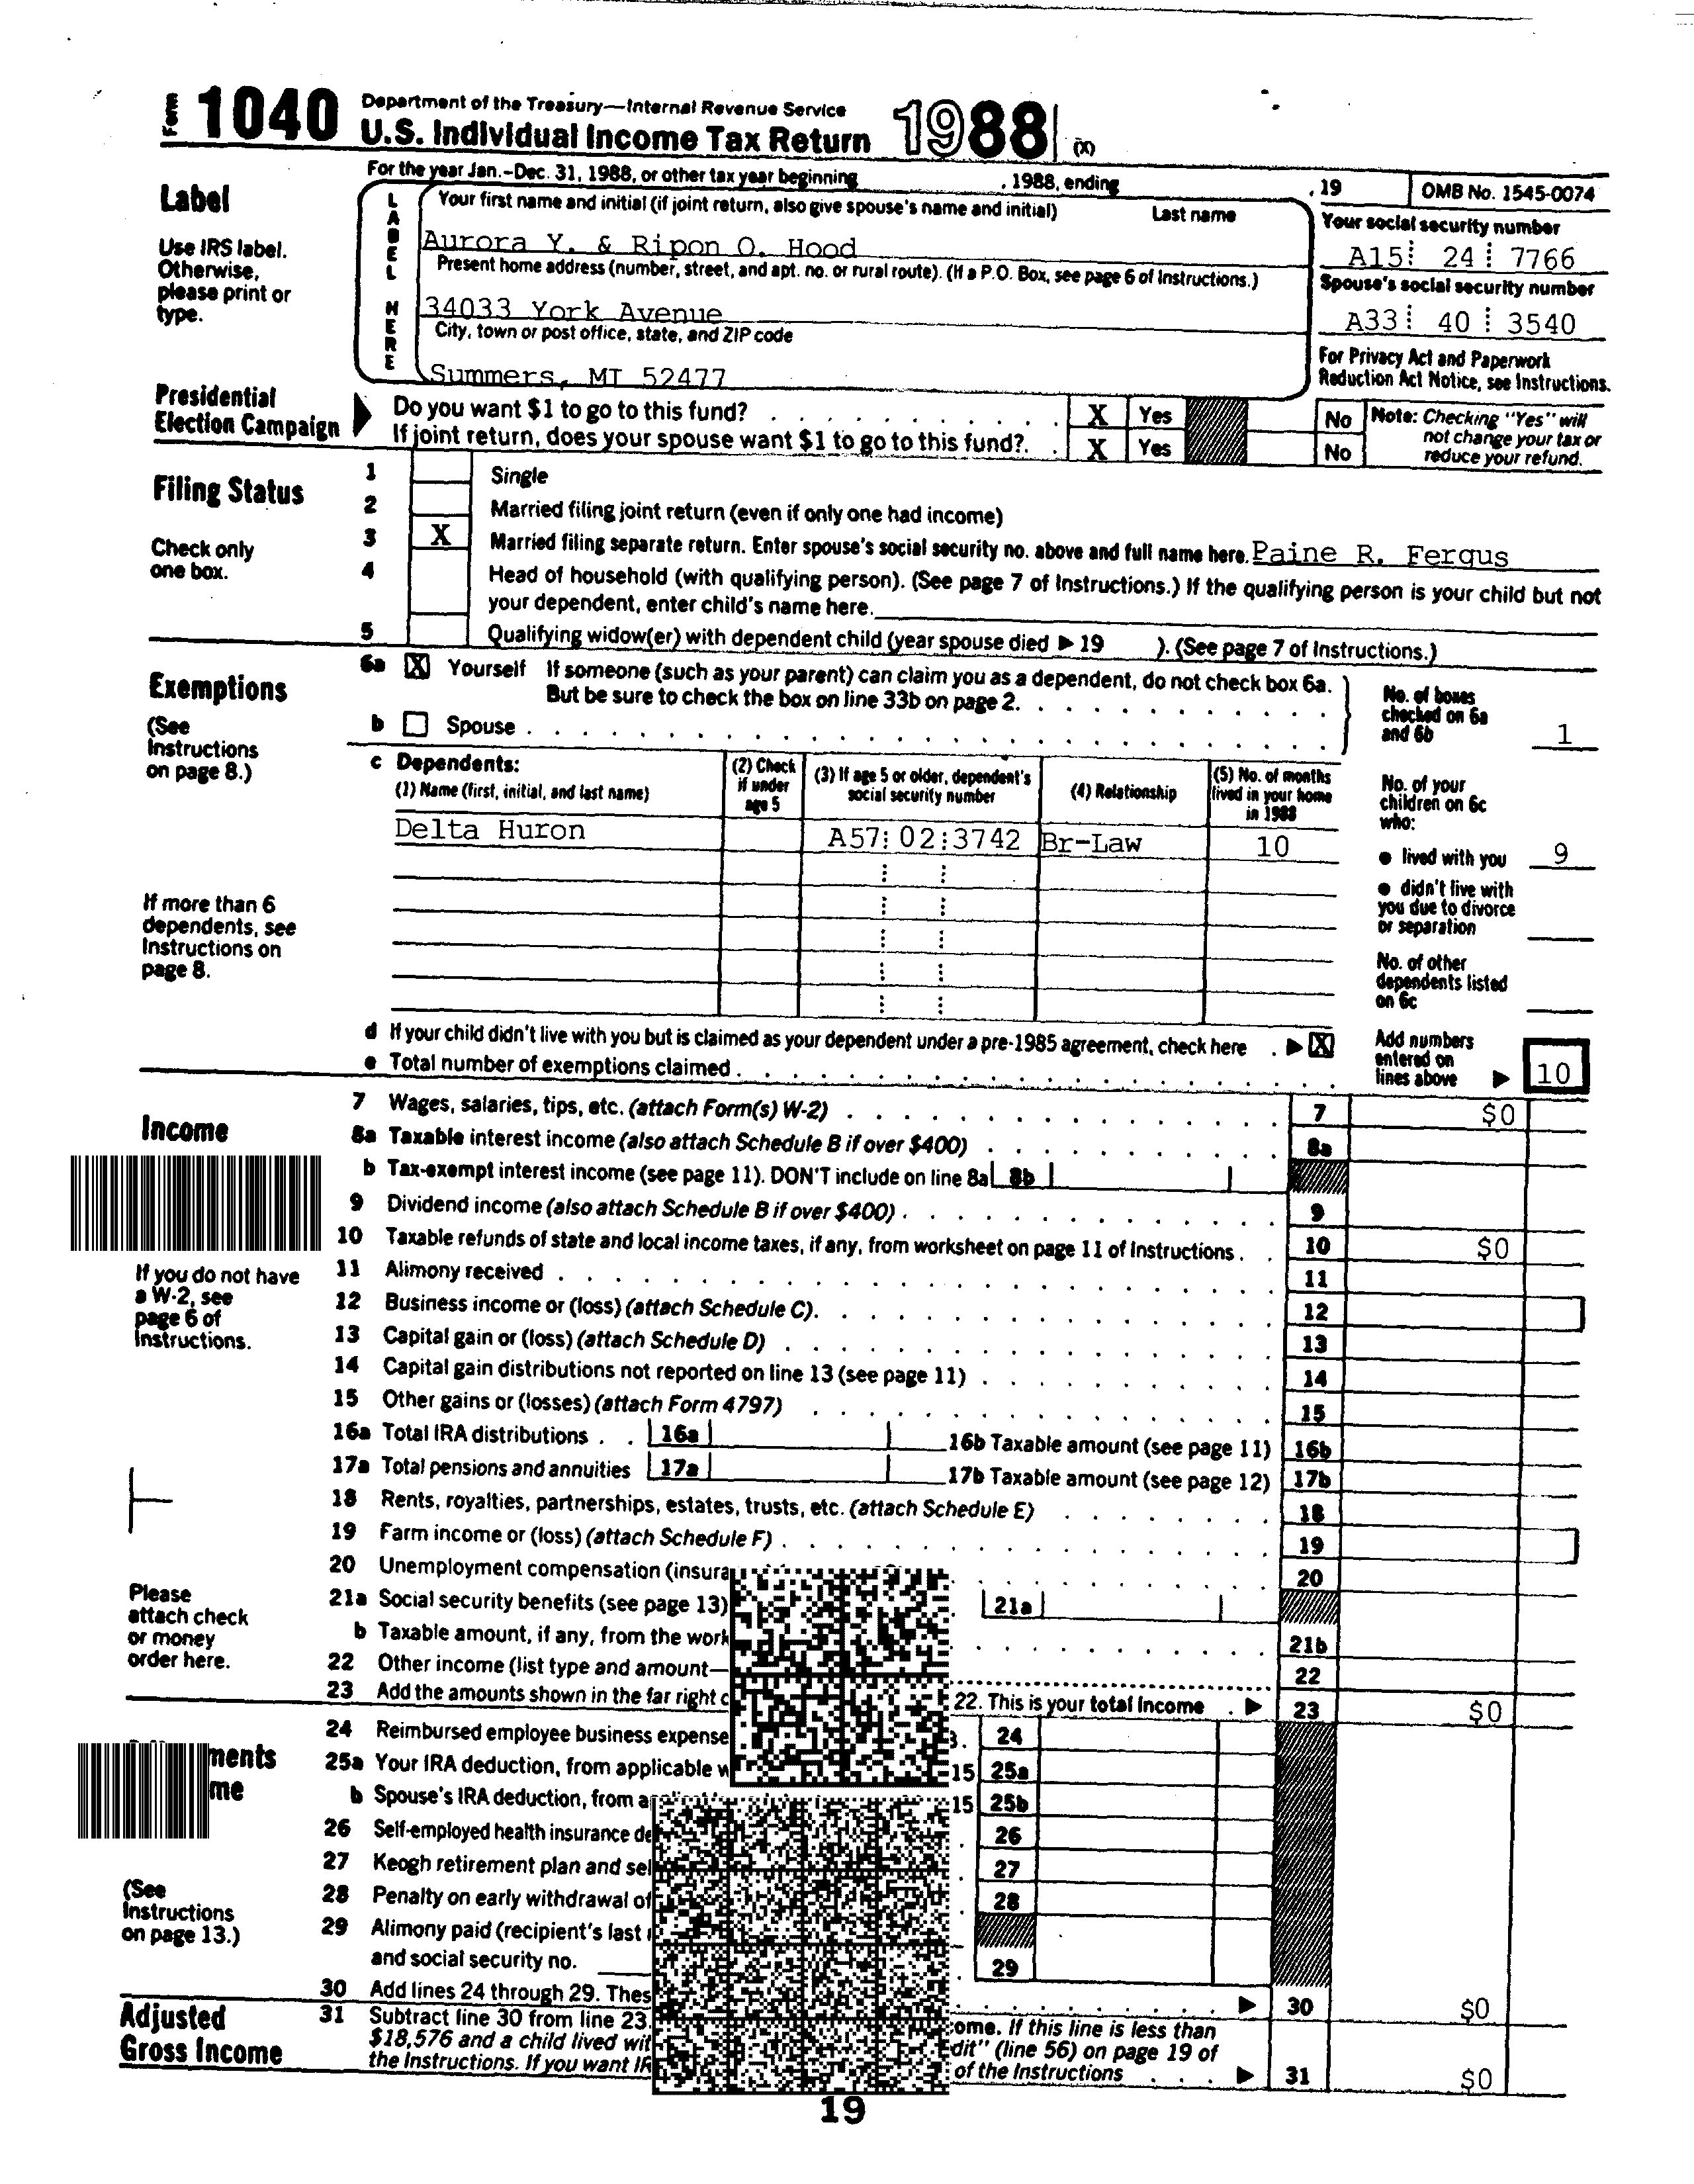 Form 1040 Department of the Treasury—Internal Revenue Service
U.S. Individual Income Tax Return 1988 (X)
For the year Jan.-Dec. 31, 1988, or other tax year beginning , 1988, ending , 19 OMB No. 1545-0074
Label
Use IRS label.
Otherwise,
please print or
type.
LABEL HERE
Your first name and initial (if joint return, also give spouse's name and initial) Last name
Aurora Y. & Ripon O. Hood
Present home address (number, street, and apt. no. or rural route). (If a P.O. Box, see page 6 of Instructions.)
34033 York Avenue
City, town or post office, state, and ZIP code
Summers, MT 52477
Your social security number
A15 24 7766
Spouse's social security number
A33 40 3540
For Privacy Act and Paperwork
Reduction Act Notice, see Instructions.
Presidential
Election Campaign
Do you want $1 to go to this fund? X Yes No
If joint return, does your spouse want $1 to go to this fund?. X Yes No
Note: Checking "Yes" will
not change your tax or
reduce your refund.
Filing Status
Check only
one box.
1 Single
2 Married filing joint return (even if only one had income)
3 X Married filing separate return. Enter spouse's social security no. above and full name here. Paine R. Fergus
4 Head of household (with qualifying person). (See page 7 of Instructions.) If the qualifying person is your child but not
your dependent, enter child's name here.
5 Qualifying widow(er) with dependent child (year spouse died ▶ 19 ). (See page 7 of Instructions.)
Exemptions
(See
Instructions
on page 8.)
6a X Yourself If someone (such as your parent) can claim you as a dependent, do not check box 6a.
But be sure to check the box on line 33b on page 2.
b Spouse
No. of boxes
checked on 6a
and 6b 1
c Dependents:
(1) Name (first, initial, and last name)
(2) Check
if under
age 5
(3) If age 5 or older, dependent's
social security number
(4) Relationship
(5) No. of months
lived in your home
in 1988
Delta Huron A57 02 3742 Br-Law 10
No. of your
children on 6c
who:
● lived with you 9
● didn't live with
you due to divorce
or separation
No. of other
dependents listed
on 6c
If more than 6
dependents, see
Instructions on
page 8.
d If your child didn't live with you but is claimed as your dependent under a pre-1985 agreement, check here . ▶ X
e Total number of exemptions claimed
Add numbers
entered on
lines above ▶ 10
Income
7 Wages, salaries, tips, etc. (attach Form(s) W-2) 7 $0
8a Taxable interest income (also attach Schedule B if over $400) 8a
b Tax-exempt interest income (see page 11). DON'T include on line 8a 8b
9 Dividend income (also attach Schedule B if over $400) 9
10 Taxable refunds of state and local income taxes, if any, from worksheet on page 11 of Instructions 10 $0
11 Alimony received 11
12 Business income or (loss) (attach Schedule C) 12
13 Capital gain or (loss) (attach Schedule D) 13
14 Capital gain distributions not reported on line 13 (see page 11) 14
15 Other gains or (losses) (attach Form 4797) 15
16a Total IRA distributions 16a 16b Taxable amount (see page 11) 16b
17a Total pensions and annuities 17a 17b Taxable amount (see page 12) 17b
18 Rents, royalties, partnerships, estates, trusts, etc. (attach Schedule E) 18
19 Farm income or (loss) (attach Schedule F) 19
20 Unemployment compensation (insura 20
21a Social security benefits (see page 13) 21a
b Taxable amount, if any, from the work 21b
22 Other income (list type and amount— 22
23 Add the amounts shown in the far right c 22. This is your total income ▶ 23 $0
If you do not have
a W-2, see
page 6 of
Instructions.
Please
attach check
or money
order here.
ments
me
(See
Instructions
on page 13.)
24 Reimbursed employee business expense 3. 24
25a Your IRA deduction, from applicable w 15 25a
b Spouse's IRA deduction, from a 15 25b
26 Self-employed health insurance de 26
27 Keogh retirement plan and sel 27
28 Penalty on early withdrawal of 28
29 Alimony paid (recipient's last
and social security no. 29
30 Add lines 24 through 29. Thes ▶ 30 $0
Adjusted
Gross Income
31 Subtract line 30 from line 23. ome. If this line is less than
$18,576 and a child lived wit dit" (line 56) on page 19 of
the Instructions. If you want IR of the Instructions ▶ 31 $0
19